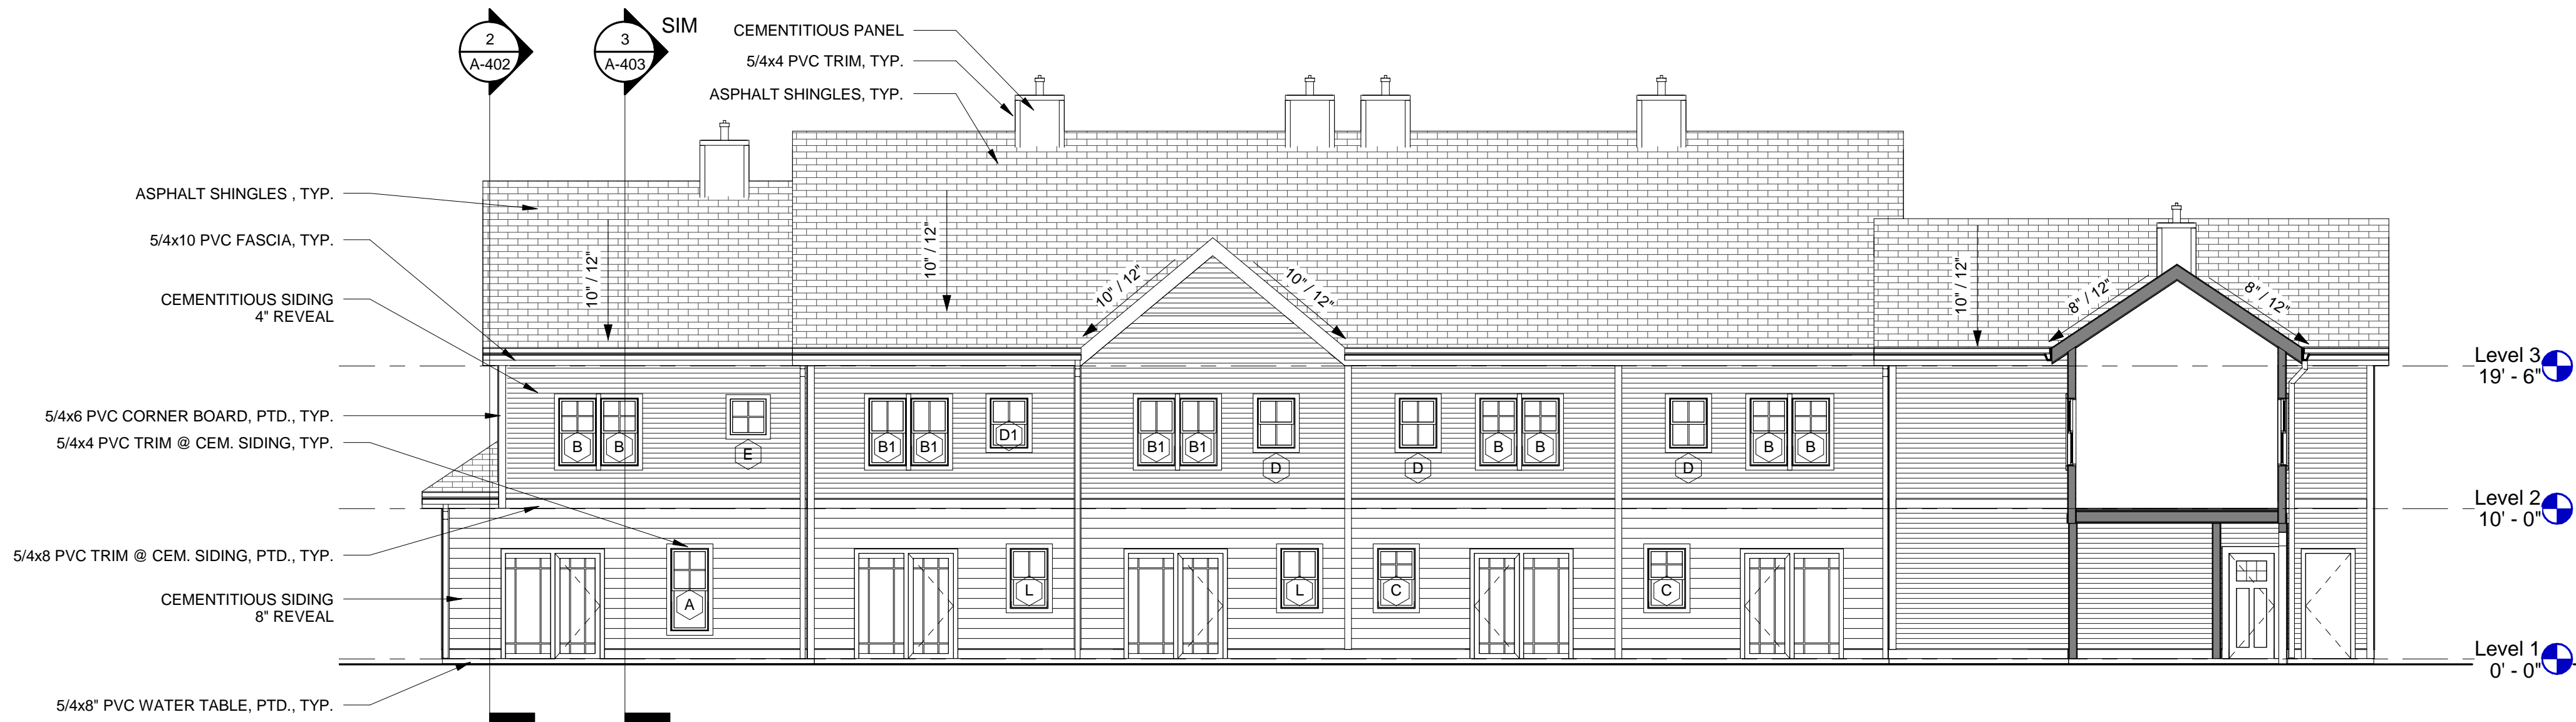 2
A-402
3
A-403
SIM
CEMENTITIOUS PANEL
5/4x4 PVC TRIM, TYP.
ASPHALT SHINGLES, TYP.
ASPHALT SHINGLES , TYP.
5/4x10 PVC FASCIA, TYP.
CEMENTITIOUS SIDING
4" REVEAL
5/4x6 PVC CORNER BOARD, PTD., TYP.
5/4x4 PVC TRIM @ CEM. SIDING, TYP.
5/4x8 PVC TRIM @ CEM. SIDING, PTD., TYP.
CEMENTITIOUS SIDING
8" REVEAL
5/4x8" PVC WATER TABLE, PTD., TYP.
10" / 12"
10" / 12"
10" / 12"
10" / 12"
10" / 12"
8" / 12"
8" / 12"
B
B
E
B1
B1
D1
B1
B1
D
D
B
B
D
B
B
A
L
L
C
C
Level 3
19' - 6"
Level 2
10' - 0"
Level 1
0' - 0"